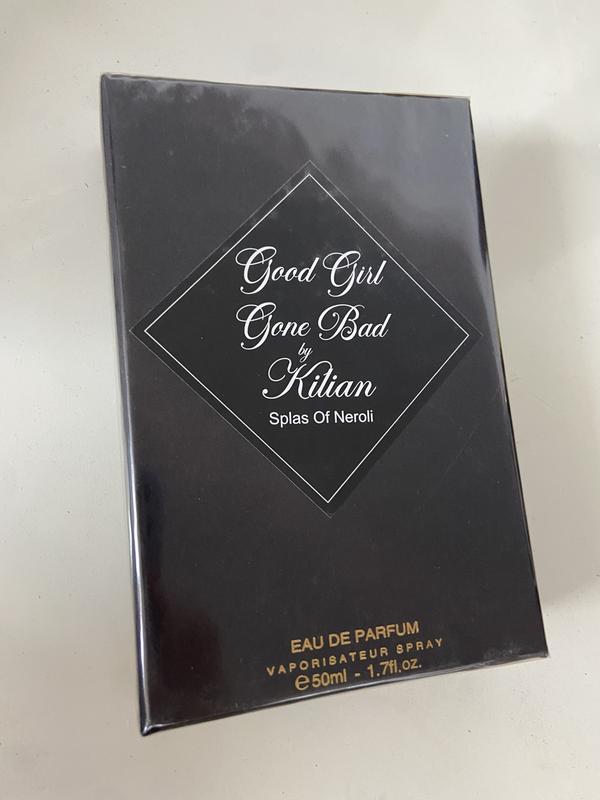 Good Girl
Gone Bad
by
Kilian
Splas Of Neroli
EAU DE PARFUM
VAPORISATEUR SPRAY
℮50ml - 1.7fl.oz.